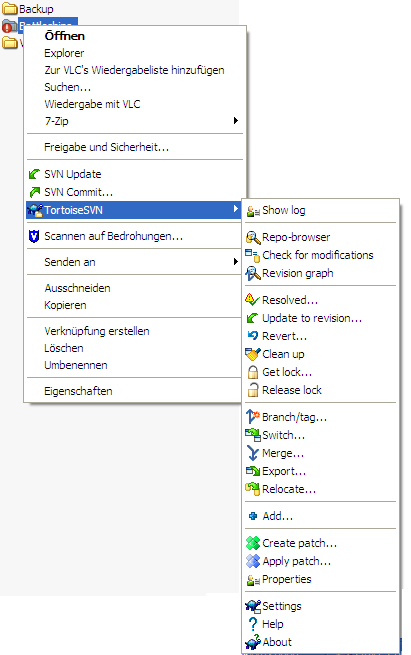 Backup
Öffnen
Explorer
Zur VLC's Wiedergabeliste hinzufügen
Suchen...
Wiedergabe mit VLC
7-Zip
Freigabe und Sicherheit...
SVN Update
SVN Commit...
TortoiseSVN
Scannen auf Bedrohungen...
Senden an
Ausschneiden
Kopieren
Verknüpfung erstellen
Löschen
Umbenennen
Eigenschaften
Show log
Repo-browser
Check for modifications
Revision graph
Resolved...
Update to revision...
Revert...
Clean up
Get lock...
Release lock
Branch/tag...
Switch...
Merge...
Export...
Relocate...
Add...
Create patch...
Apply patch...
Properties
Settings
Help
About